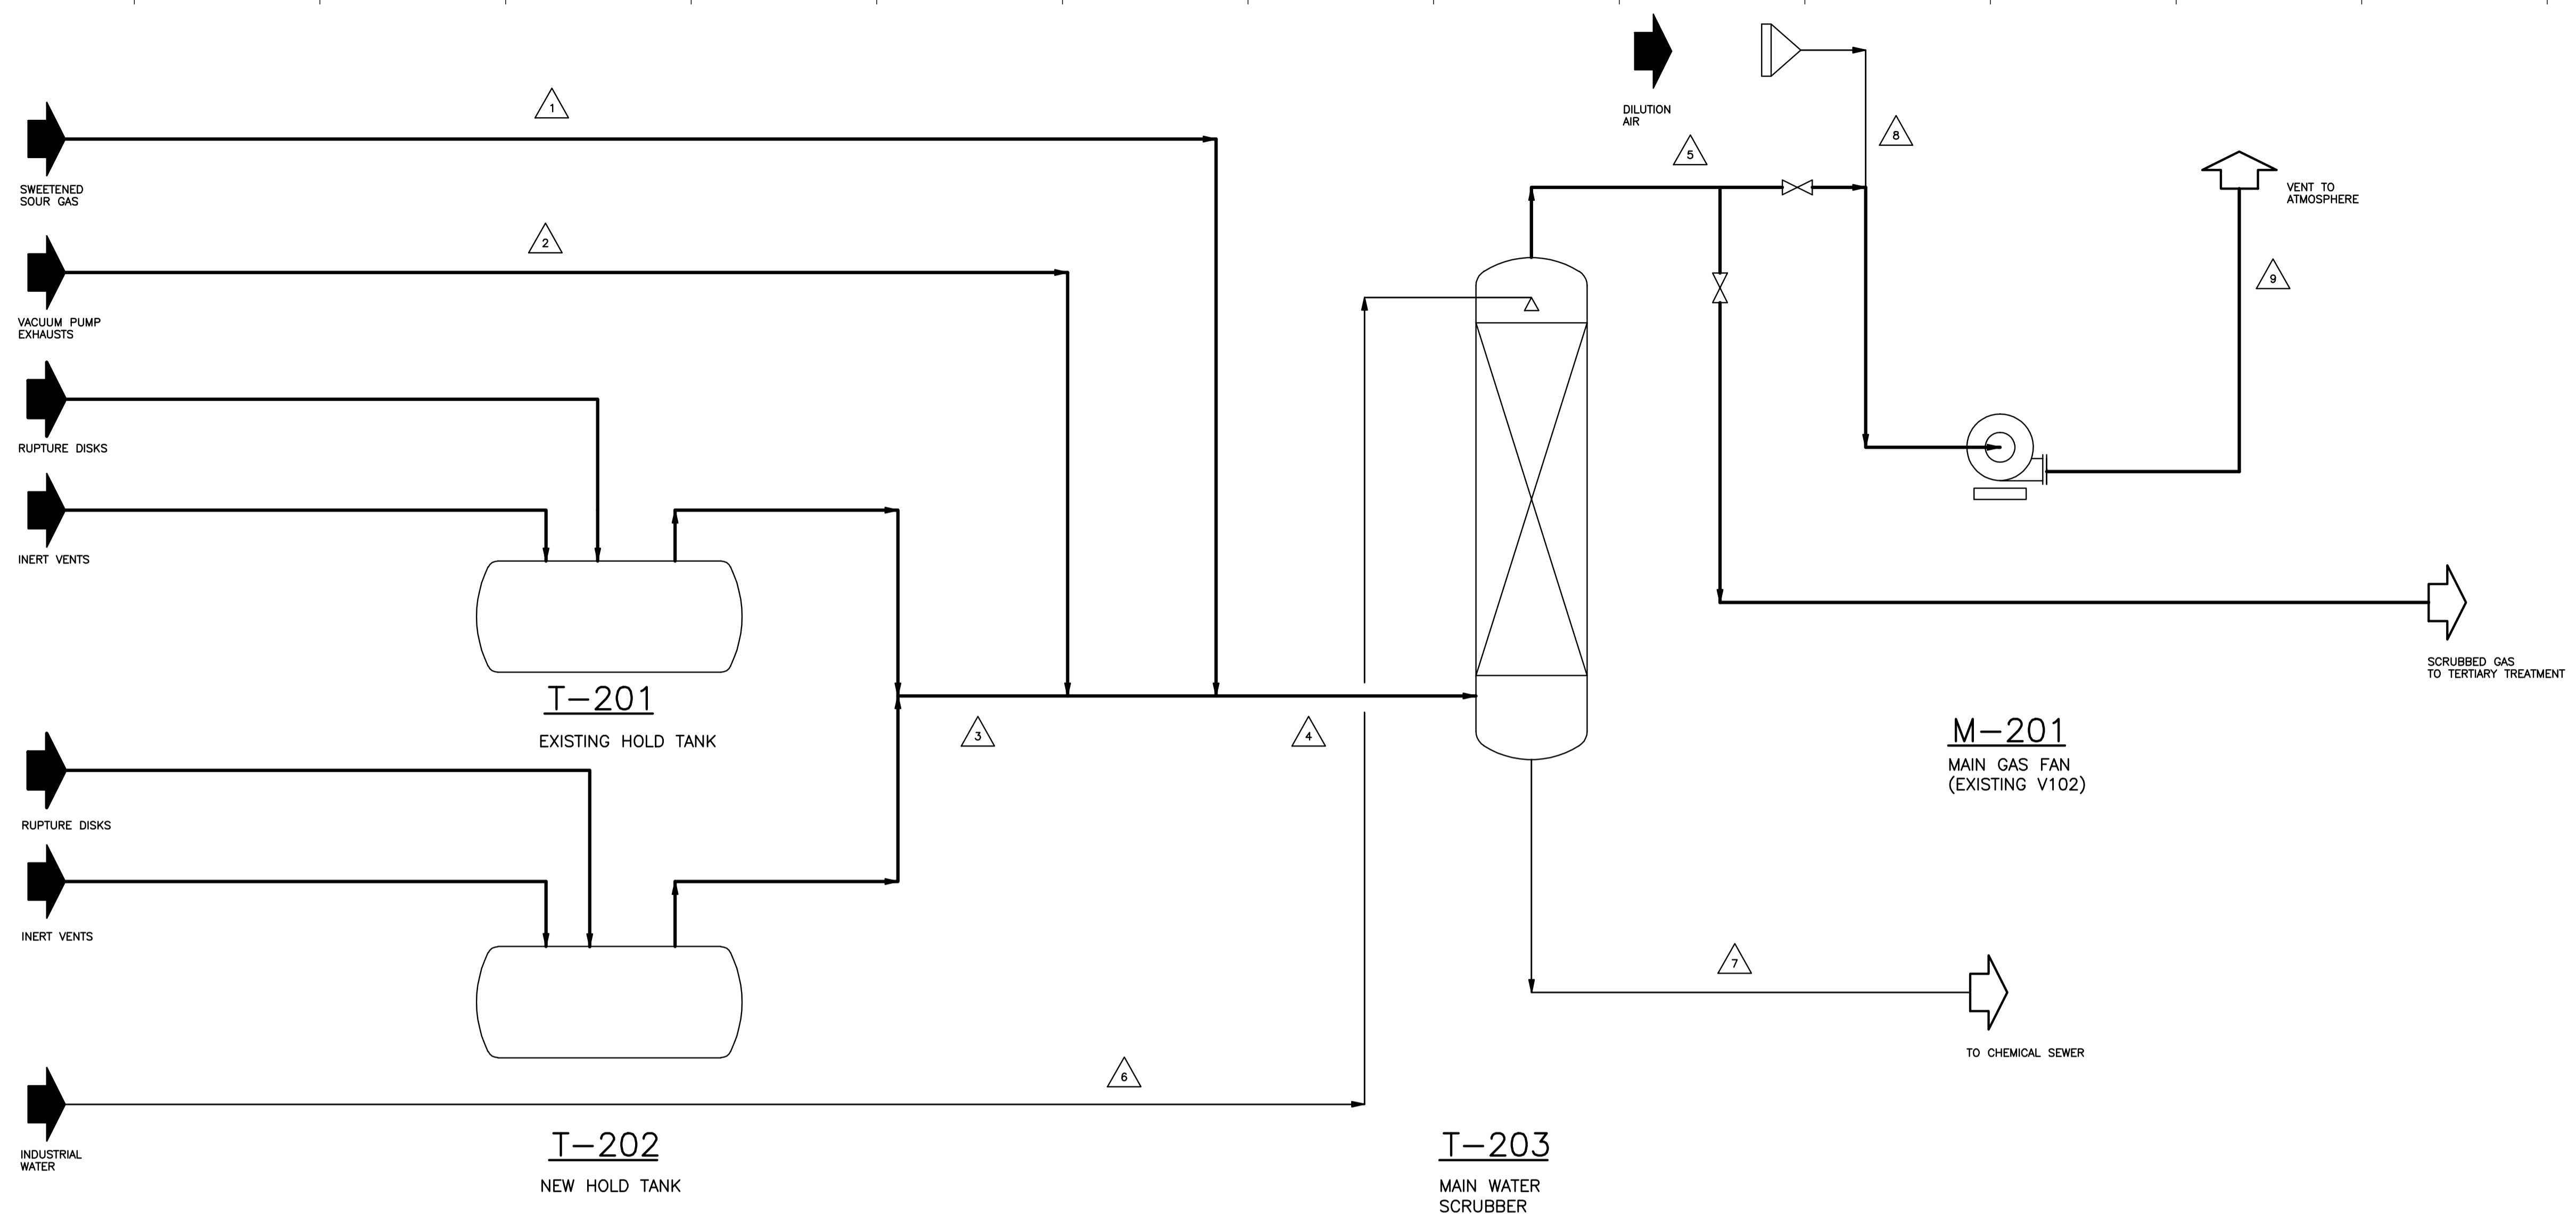 DILUTION
AIR
1
8
5
SWEETENED
SOUR GAS
VENT TO
ATMOSPHERE
2
9
VACUUM PUMP
EXHAUSTS
RUPTURE DISKS
INERT VENTS
SCRUBBED GAS
TO TERTIARY TREATMENT
T-201
EXISTING HOLD TANK
3
4
M-201
MAIN GAS FAN
(EXISTING V102)
RUPTURE DISKS
INERT VENTS
7
TO CHEMICAL SEWER
6
INDUSTRIAL
WATER
T-202
NEW HOLD TANK
T-203
MAIN WATER
SCRUBBER